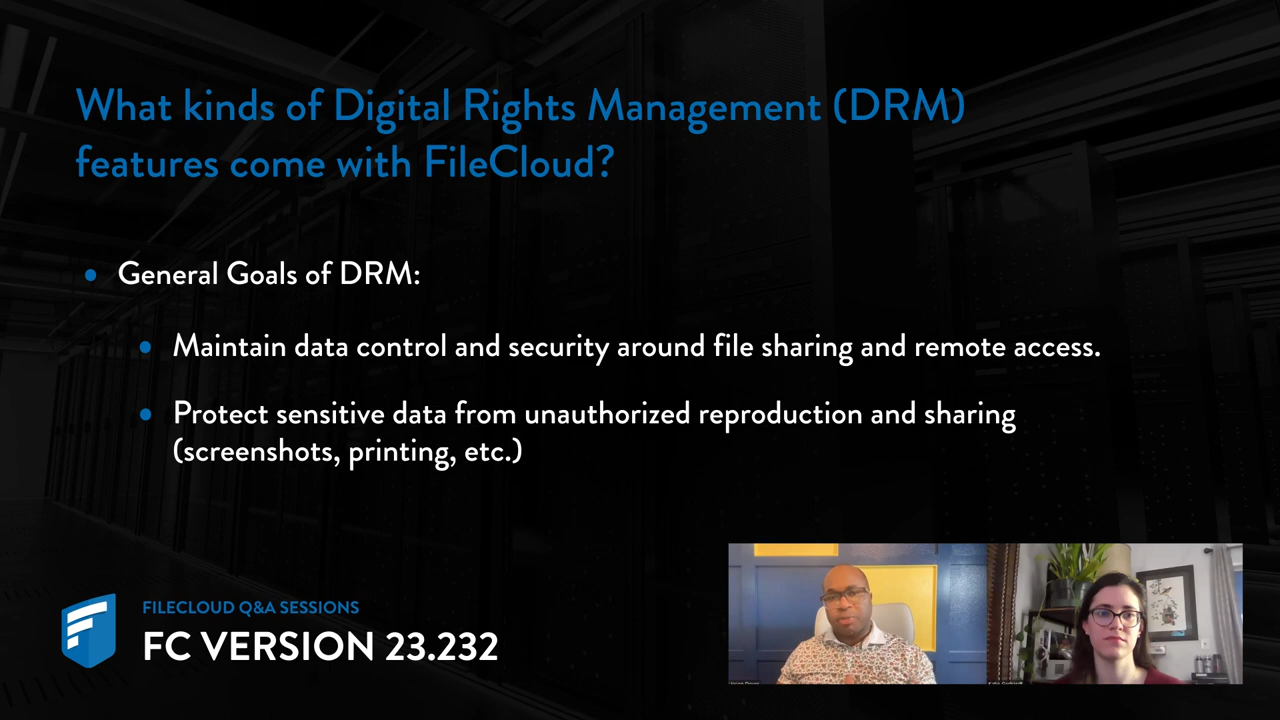 What kinds of Digital Rights Management (DRM)
features come with FileCloud?
• General Goals of DRM:
• Maintain data control and security around file sharing and remote access.
• Protect sensitive data from unauthorized reproduction and sharing
(screenshots, printing, etc.)
FILECLOUD Q&A SESSIONS
FC VERSION 23.232